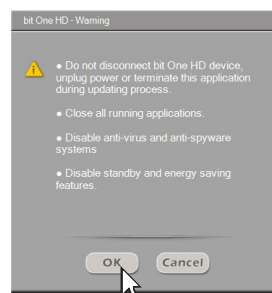 bit One HD - Warning
● Do not disconnect bit One HD device,
unplug power or terminate this application
during updating process.
● Close all running applications.
● Disable anti-virus and anti-spyware
systems
● Disable standby and energy saving
features.
OK Cancel